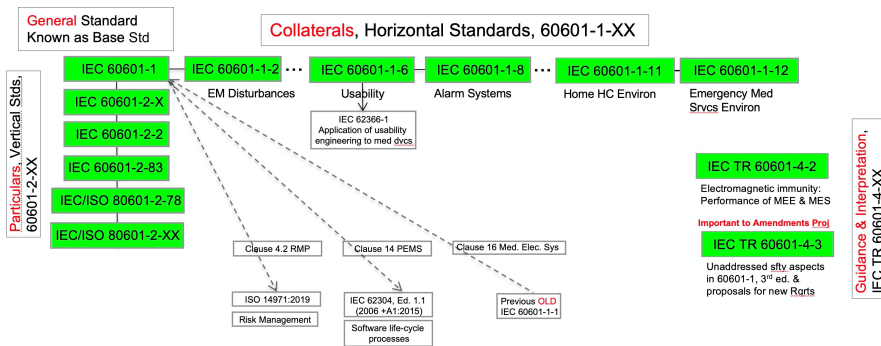 General Standard
Known as Base Std
Collaterals, Horizontal Standards, 60601-1-XX
IEC 60601-1
IEC 60601-1-2
...
IEC 60601-1-6
IEC 60601-1-8
...
IEC 60601-1-11
IEC 60601-1-12
EM Disturbances
Usability
Alarm Systems
Home HC Environ
Emergency Med
Srvcs Environ
Particulars, Vertical Stds,
60601-2-XX
IEC 60601-2-X
IEC 60601-2-2
IEC 60601-2-83
IEC/ISO 80601-2-78
IEC/ISO 80601-2-XX
IEC 62366-1
Application of usability
engineering to med dvcs
Guidance & Interpretation,
IEC TR 60601-4-XX
IEC TR 60601-4-2
Electromagnetic immunity:
Performance of MEE & MES
Important to Amendments Proj
IEC TR 60601-4-3
Unaddressed sfty aspects
in 60601-1, 3rd ed. &
proposals for new Rqrts
Clause 4.2 RMP
Clause 14 PEMS
Clause 16 Med. Elec. Sys
ISO 14971:2019
Risk Management
IEC 62304, Ed. 1.1
(2006 +A1:2015)
Software life-cycle
processes
Previous OLD
IEC 60601-1-1